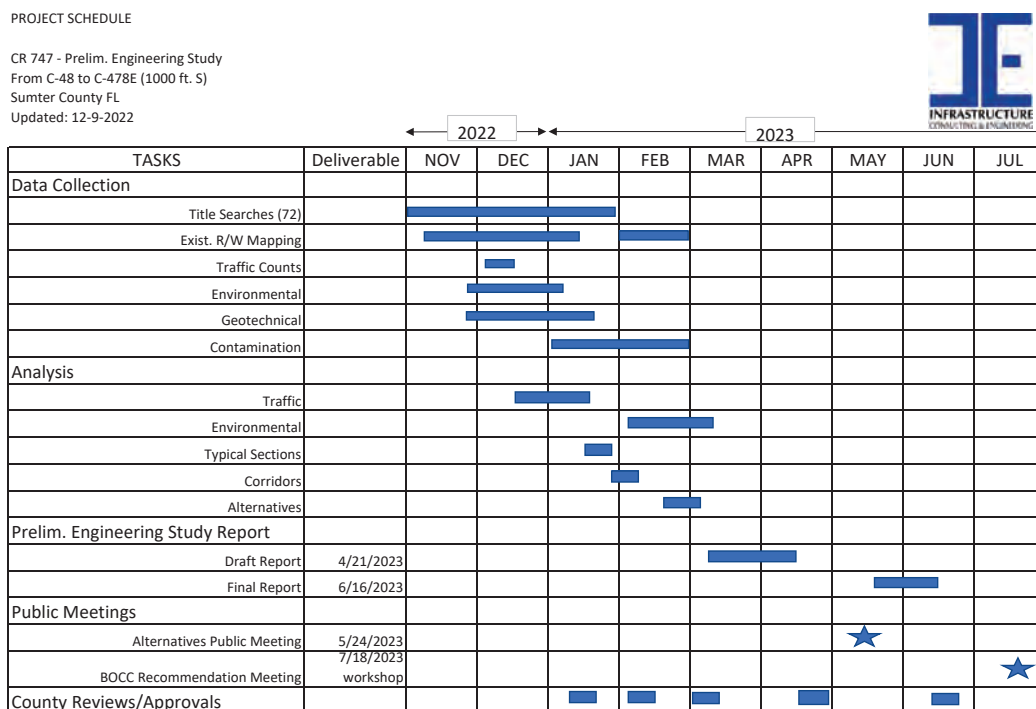 PROJECT SCHEDULE
CR 747 - Prelim. Engineering Study
From C-48 to C-478E (1000 ft. S)
Sumter County FL
Updated: 12-9-2022
INFRASTRUCTURE
CONSULTING & ENGINEERING
2022 2023
TASKS Deliverable NOV DEC JAN FEB MAR APR MAY JUN JUL
Data Collection
Title Searches (72)
Exist. R/W Mapping
Traffic Counts
Environmental
Geotechnical
Contamination
Analysis
Traffic
Environmental
Typical Sections
Corridors
Alternatives
Prelim. Engineering Study Report
Draft Report 4/21/2023
Final Report 6/16/2023
Public Meetings
Alternatives Public Meeting 5/24/2023
7/18/2023
BOCC Recommendation Meeting workshop
County Reviews/Approvals